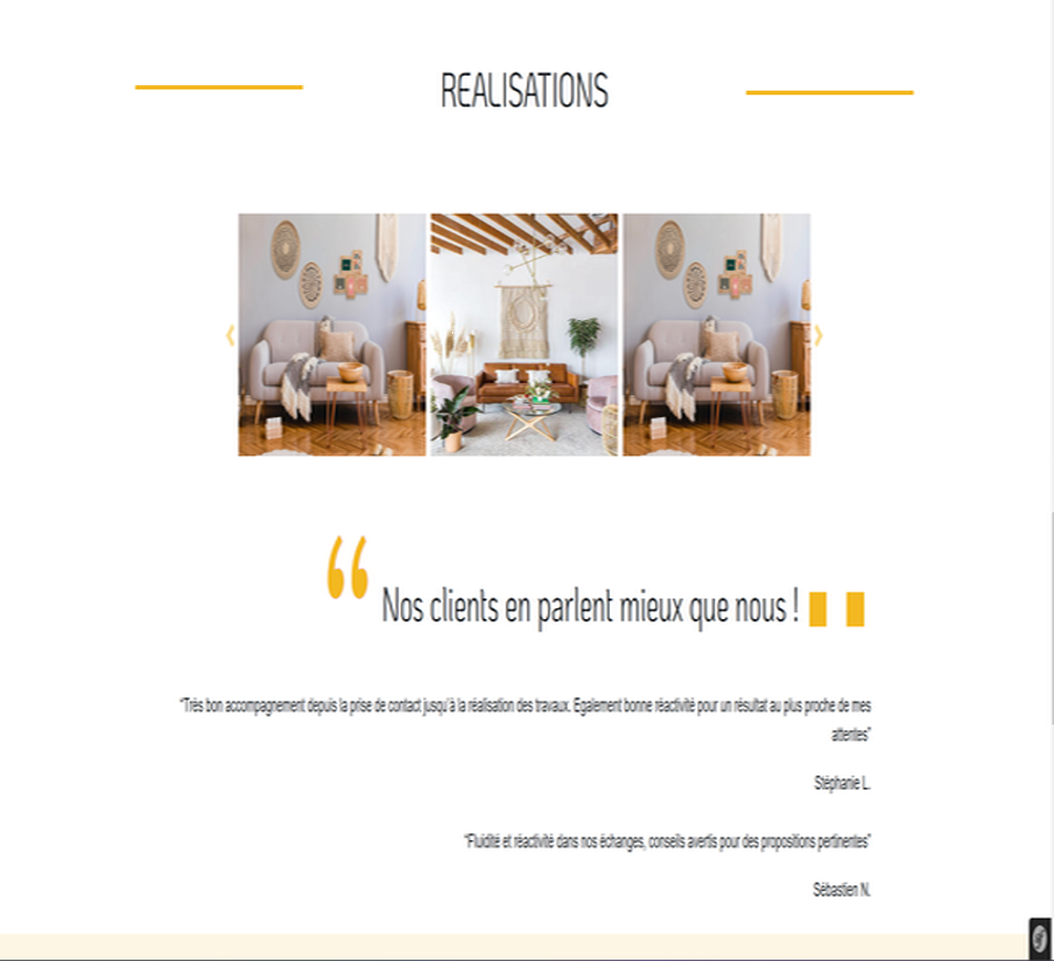 REALISATIONS
“ Nos clients en parlent mieux que nous !
“Très bon accompagnement depuis la prise de contact jusqu'à la réalisation des travaux. Egalement bonne réactivité pour un résultat au plus proche de mes
attentes”
Stéphanie L.
“Fluidité et réactivité dans nos échanges, conseils avertis pour des propositions pertinentes”
Sébastien N.